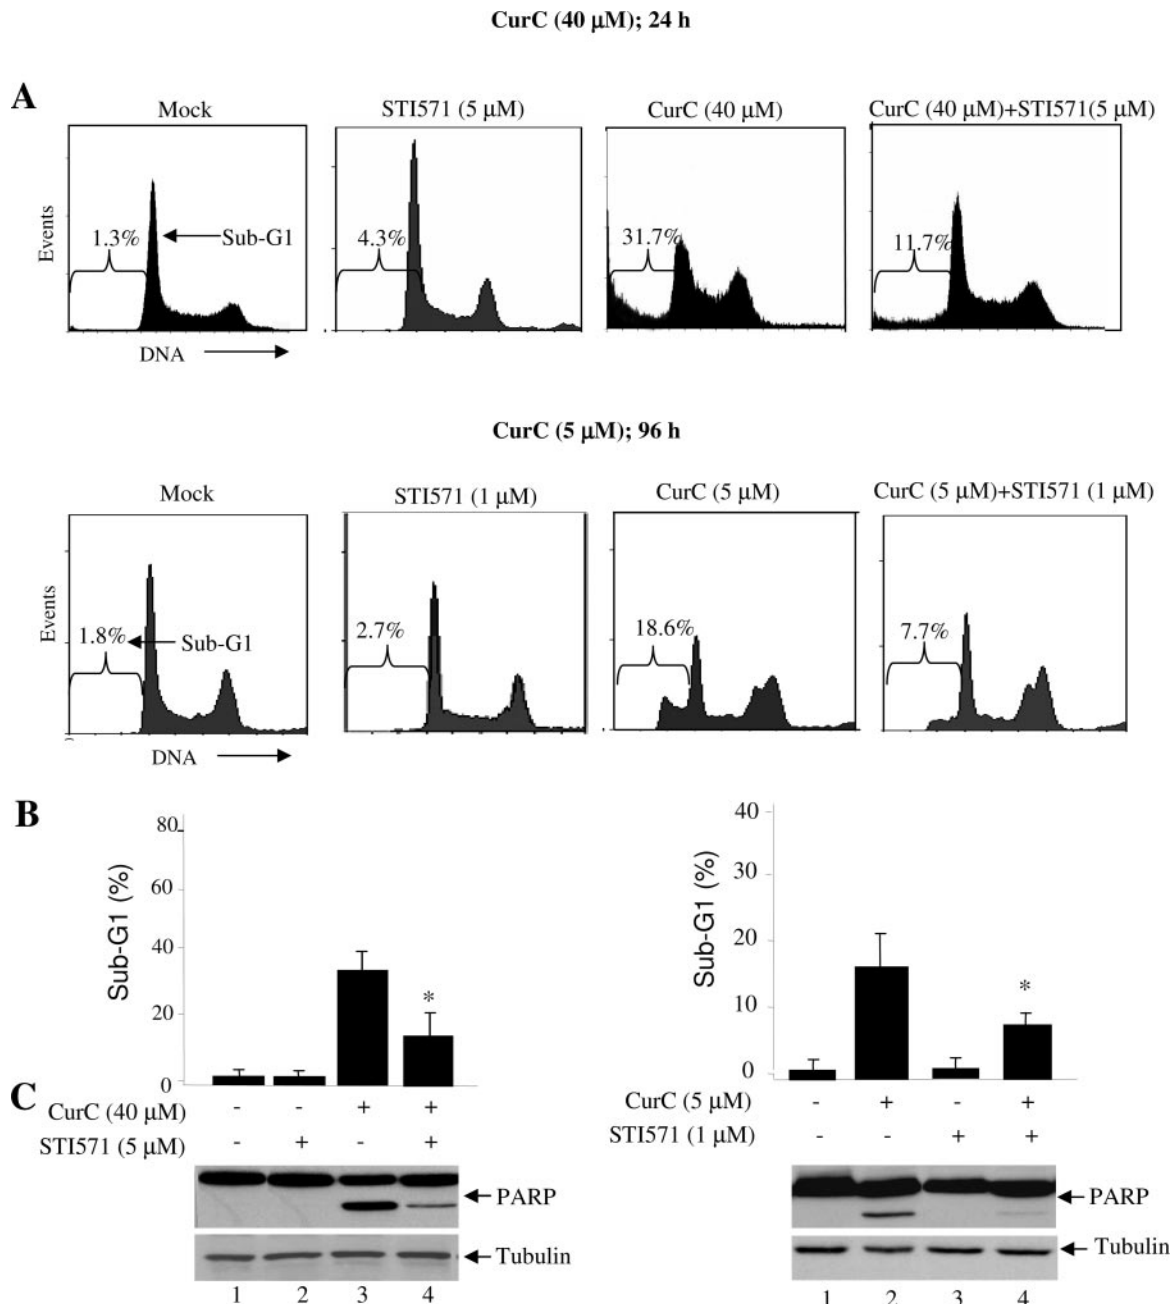 CurC (40 μM); 24 h
A
Mock
STI571 (5 μM)
CurC (40 μM)
CurC (40 μM)+STI571(5 μM)
Events
1.3%
Sub-G1
4.3%
31.7%
11.7%
DNA
CurC (5 μM); 96 h
Mock
STI571 (1 μM)
CurC (5 μM)
CurC (5 μM)+STI571 (1 μM)
Events
1.8%
Sub-G1
2.7%
18.6%
7.7%
DNA
B
Sub-G1 (%)
80
60
40
20
0
*
Sub-G1 (%)
40
30
20
10
0
*
C
CurC (40 μM) - - + +
STI571 (5 μM) - + - +
PARP
Tubulin
1 2 3 4
CurC (5 μM) - + - +
STI571 (1 μM) - - + +
PARP
Tubulin
1 2 3 4